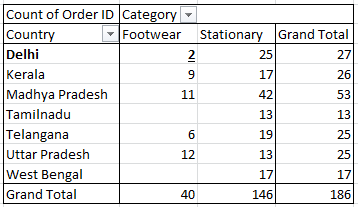 Count of Order ID Category
Country Footwear Stationary Grand Total
Delhi 2 25 27
Kerala 9 17 26
Madhya Pradesh 11 42 53
Tamilnadu 13 13
Telangana 6 19 25
Uttar Pradesh 12 13 25
West Bengal 17 17
Grand Total 40 146 186